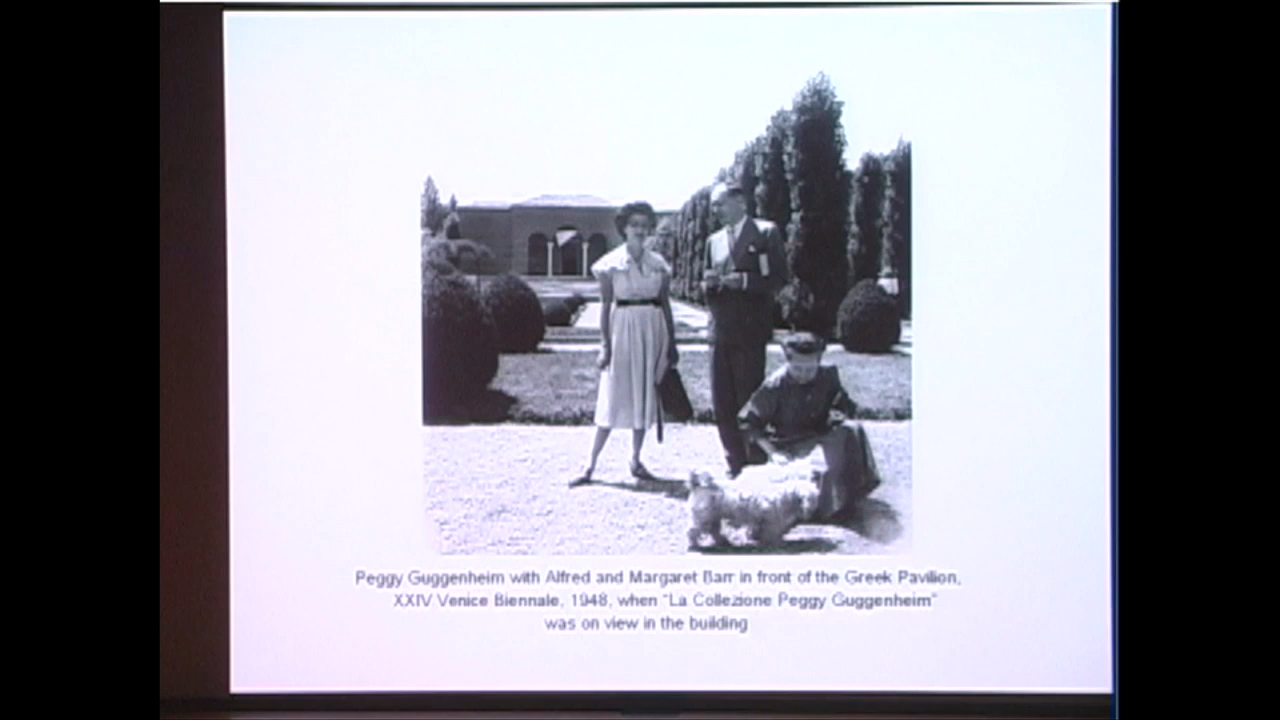 Peggy Guggenheim with Alfred and Margaret Barr in front of the Greek Pavilion,
XXIV Venice Biennale, 1948, when "La Collezione Peggy Guggenheim"
was on view in the building